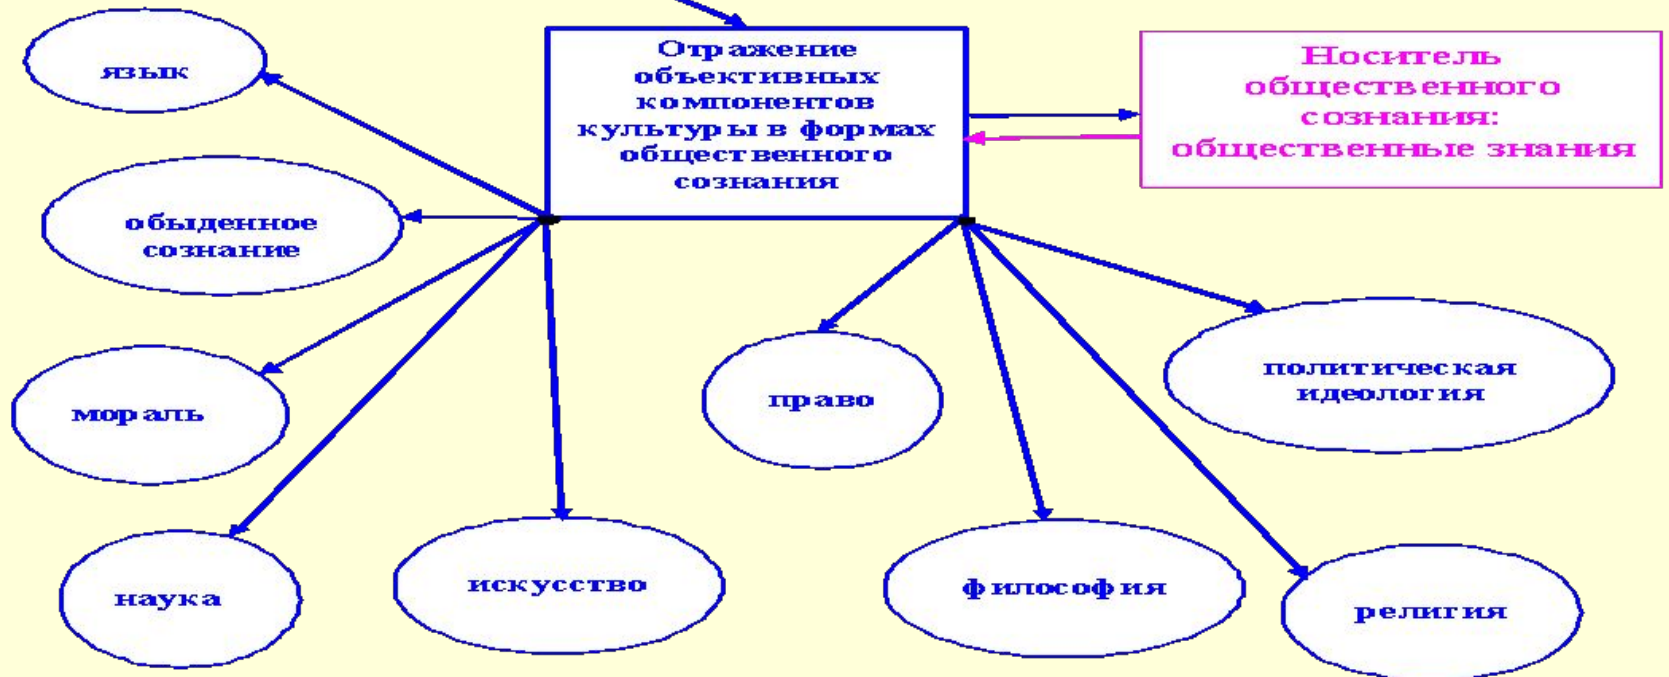 язык
Отражение
объективных
компонентов
культуры в формах
общественного
сознания
Носитель
общественного
сознания:
общественные знания
обыденное
сознание
мораль
право
политическая
идеология
наука
искусство
философия
религия